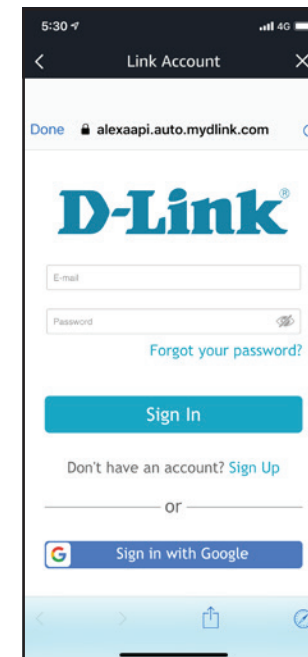 5:30 4G
Link Account
Done alexaapi.auto.mydlink.com
D-Link®
E-mail
Password
Forgot your password?
Sign In
Don't have an account? Sign Up
or
G Sign in with Google